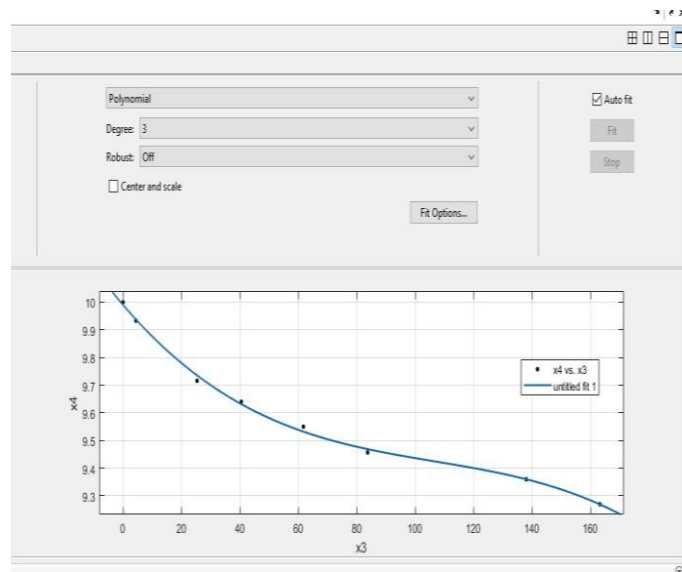 Polynomial
Auto fit
Degree: 3
Fit
Robust: Off
Stop
Center and scale
Fit Options...
10
9.9
9.8
9.7
9.6
9.5
9.4
9.3
x4
x4 vs. x3
untitled fit 1
0 20 40 60 80 100 120 140 160
x3